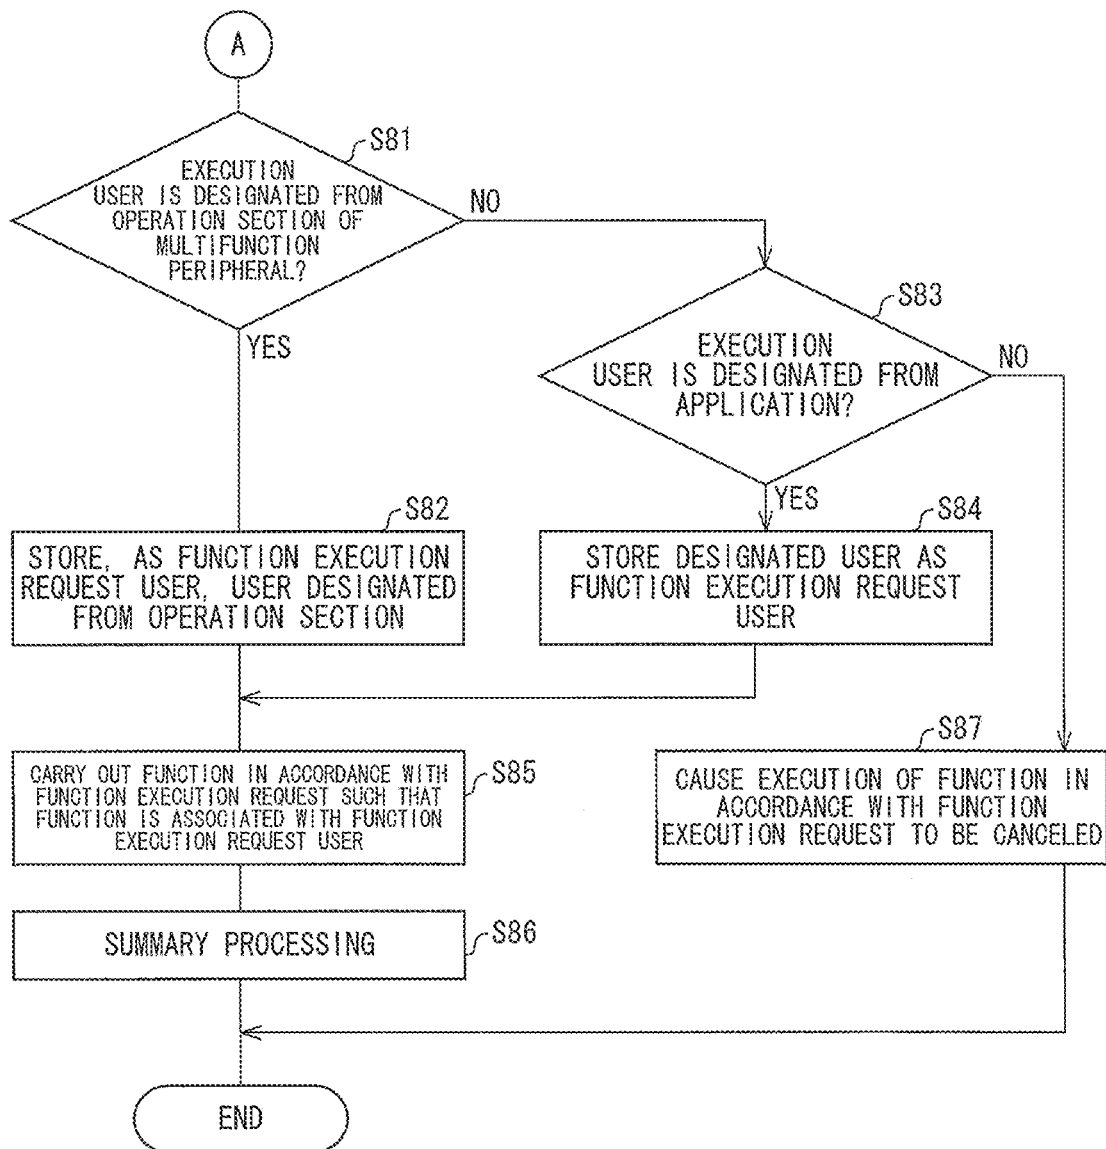 A
S81
EXECUTION
USER IS DESIGNATED FROM
OPERATION SECTION OF
MULTIFUNCTION
PERIPHERAL?
NO
YES
S83
EXECUTION
USER IS DESIGNATED FROM
APPLICATION?
NO
YES
S82
STORE, AS FUNCTION EXECUTION
REQUEST USER, USER DESIGNATED
FROM OPERATION SECTION
S84
STORE DESIGNATED USER AS
FUNCTION EXECUTION REQUEST
USER
S85
CARRY OUT FUNCTION IN ACCORDANCE WITH
FUNCTION EXECUTION REQUEST SUCH THAT
FUNCTION IS ASSOCIATED WITH FUNCTION
EXECUTION REQUEST USER
S87
CAUSE EXECUTION OF FUNCTION IN
ACCORDANCE WITH FUNCTION
EXECUTION REQUEST TO BE CANCELED
S86
SUMMARY PROCESSING
END